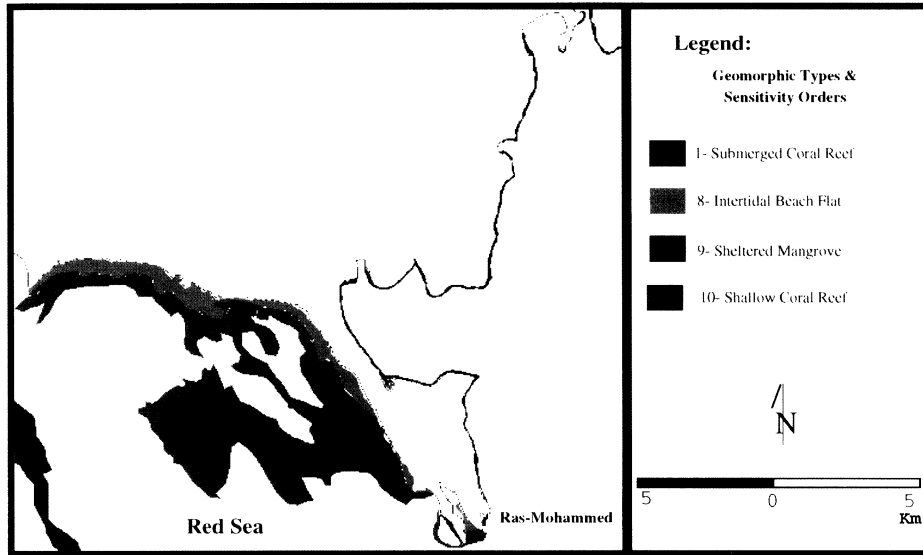 Legend:
Geomorphic Types &
Sensitivity Orders
1- Submerged Coral Reef
8- Intertidal Beach Flat
9- Sheltered Mangrove
10- Shallow Coral Reef
N
5 0 5
Km
Red Sea
Ras-Mohammed